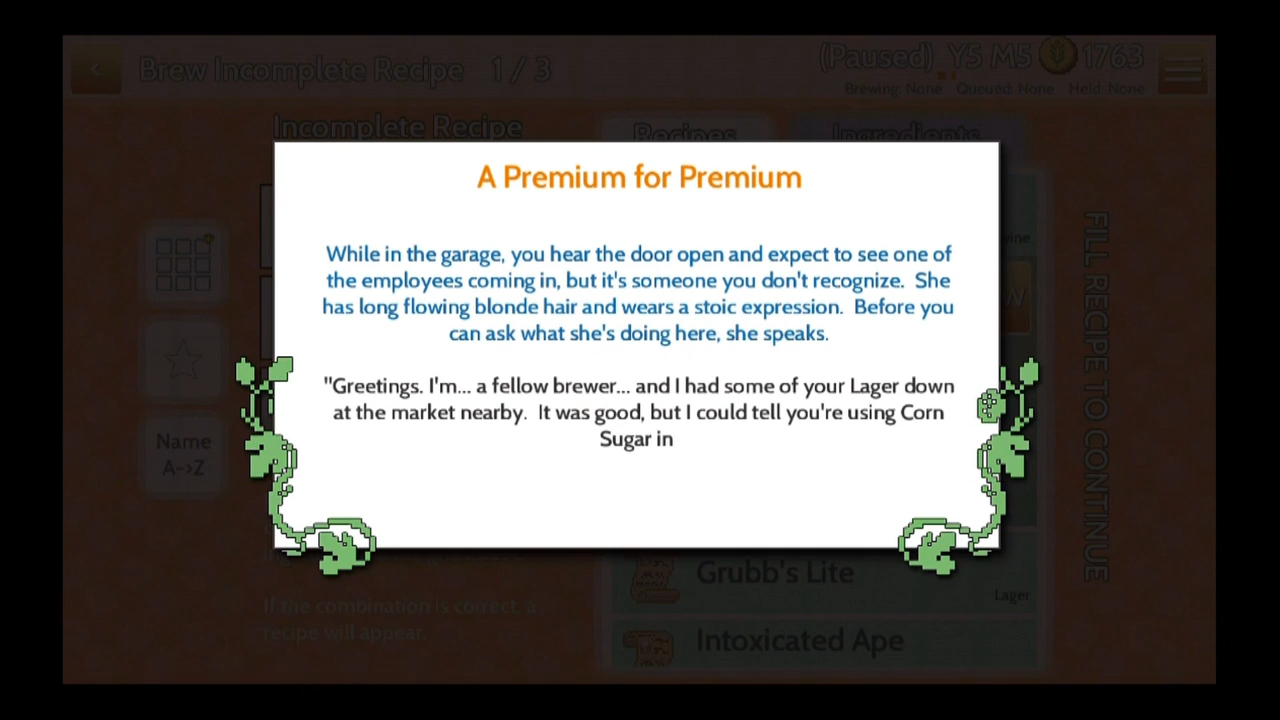 Brew Incomplete Recipe 1 / 3
(Paused) Y5 M5 1763
Brewing: None Queued: None Held: None
Incomplete Recipe
Recipes
Ingredients
A Premium for Premium
While in the garage, you hear the door open and expect to see one of
the employees coming in, but it's someone you don't recognize. She
has long flowing blonde hair and wears a stoic expression. Before you
can ask what she's doing here, she speaks.
"Greetings. I'm... a fellow brewer... and I had some of your Lager down
at the market nearby. It was good, but I could tell you're using Corn
Sugar in
Name
A->Z
FILL RECIPE TO CONTINUE
Grubb's Lite
Lager
If the combination is correct, a
recipe will appear.
Intoxicated Ape